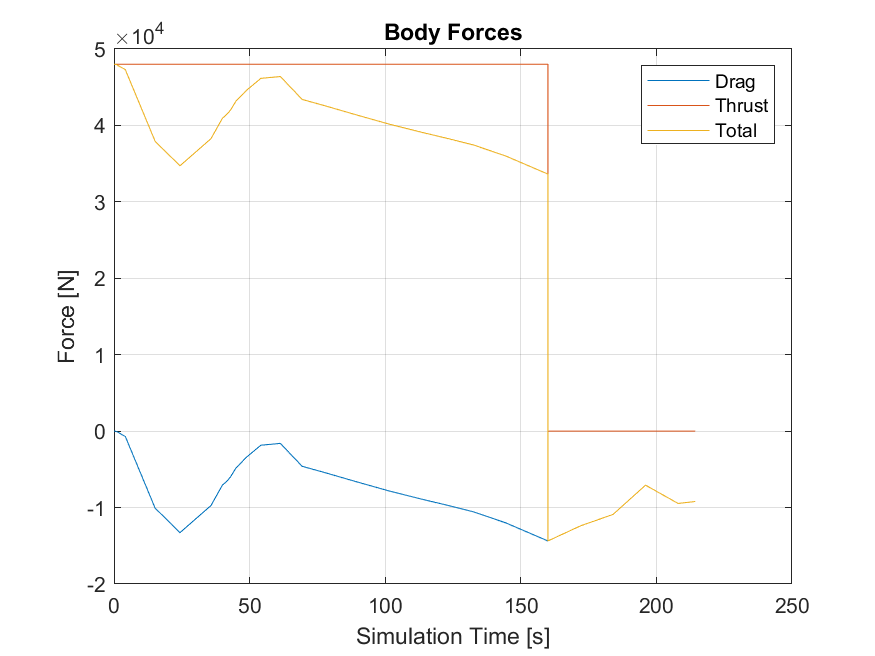 Body Forces
×10^4
5
4
3
2
1
0
-1
-2
Force [N]
0 50 100 150 200 250
Simulation Time [s]
Drag
Thrust
Total